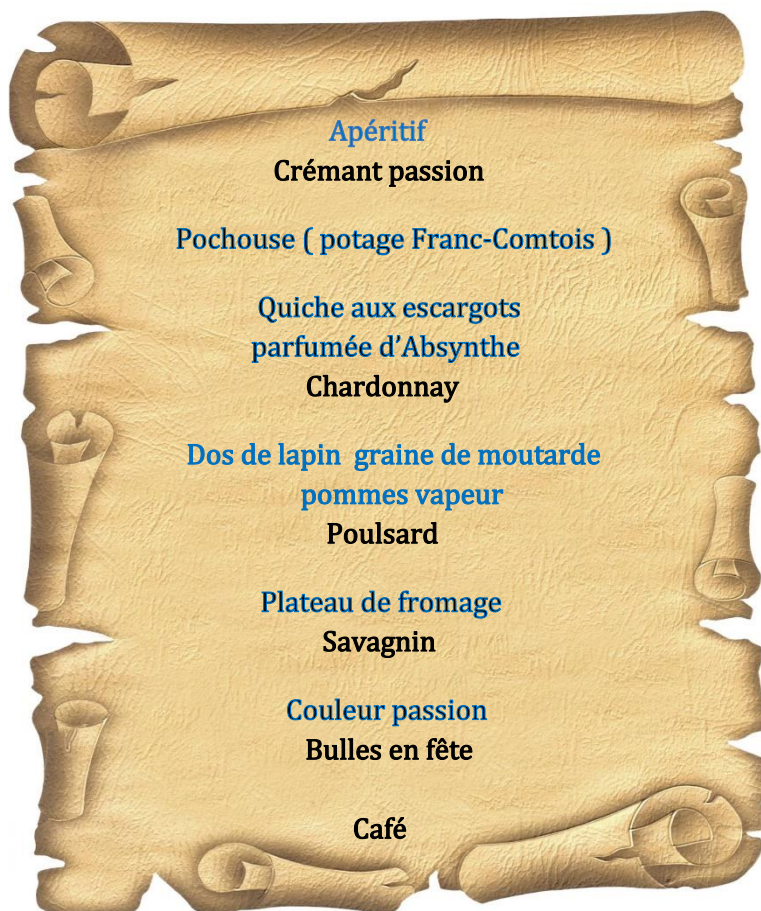 Apéritif
Crémant passion
Pochouse ( potage Franc-Comtois )
Quiche aux escargots
parfumée d’Absynthe
Chardonnay
Dos de lapin  graine de moutarde
pommes vapeur
Poulsard
Plateau de fromage
Savagnin
Couleur passion
Bulles en fête
Café